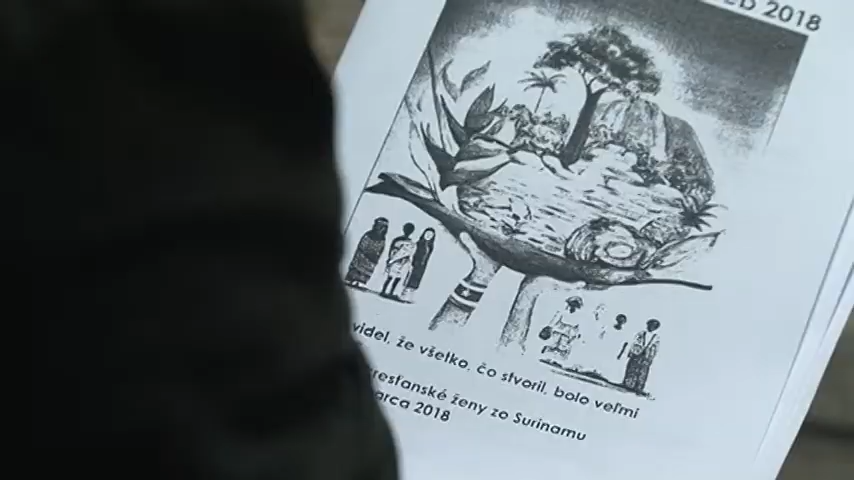 2018
videl, že všetko, čo stvoril, bolo veľmi
resťanské ženy zo Surinamu
arca 2018